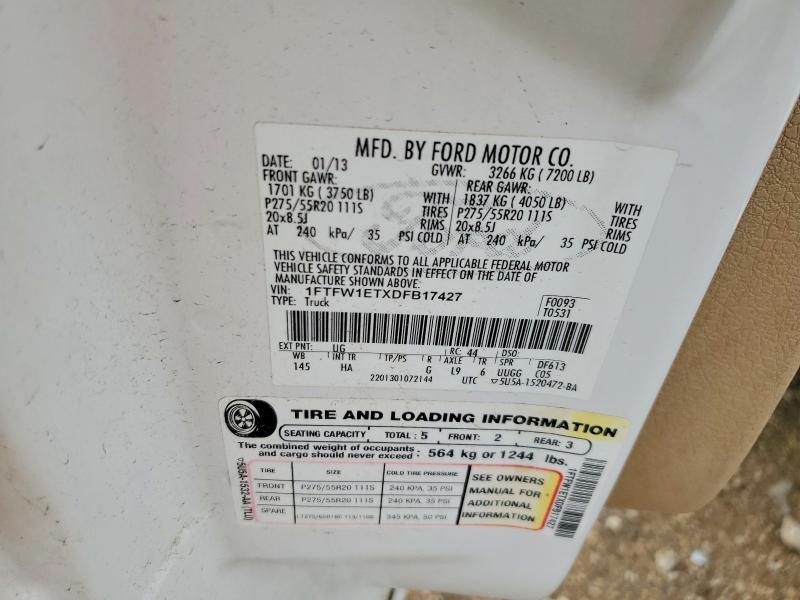 MFD. BY FORD MOTOR CO.
DATE: 01/13 GVWR: 3266 KG ( 7200 LB)
FRONT GAWR: REAR GAWR:
1701 KG ( 3750 LB) WITH 1837 KG ( 4050 LB) WITH
P275/55R20 111S TIRES P275/55R20 111S TIRES
20x8.5J RIMS 20x8.5J RIMS
AT 240 kPa/ 35 PSI COLD AT 240 kPa/ 35 PSI COLD
THIS VEHICLE CONFORMS TO ALL APPLICABLE FEDERAL MOTOR
VEHICLE SAFETY STANDARDS IN EFFECT ON THE DATE OF
MANUFACTURE SHOWN ABOVE.
VIN: 1FTFW1ETXDFB17427
TYPE: Truck
F0093
T0531
EXT PNT: UG RC: 44 DSO:
WB INT TR TP/PS R AXLE TR SPR DF613
145 HA G L9 6 UUGG C05
2201301072144 UTC ▽5U5A-1520472-BA
TIRE AND LOADING INFORMATION
SEATING CAPACITY TOTAL: 5 FRONT: 2 REAR: 3
The combined weight of occupants
and cargo should never exceed : 564 kg or 1244 lbs.
TIRE SIZE COLD TIRE PRESSURE
FRONT P275/55R20 111S 240 KPA, 35 PSI
REAR P275/55R20 111S 240 KPA, 35 PSI
SPARE 345 KPA, 50 PSI
SEE OWNERS
MANUAL FOR
ADDITIONAL
INFORMATION
▽5U5A-1532-AA (TLU)
1FTFW1ETXDFB17427